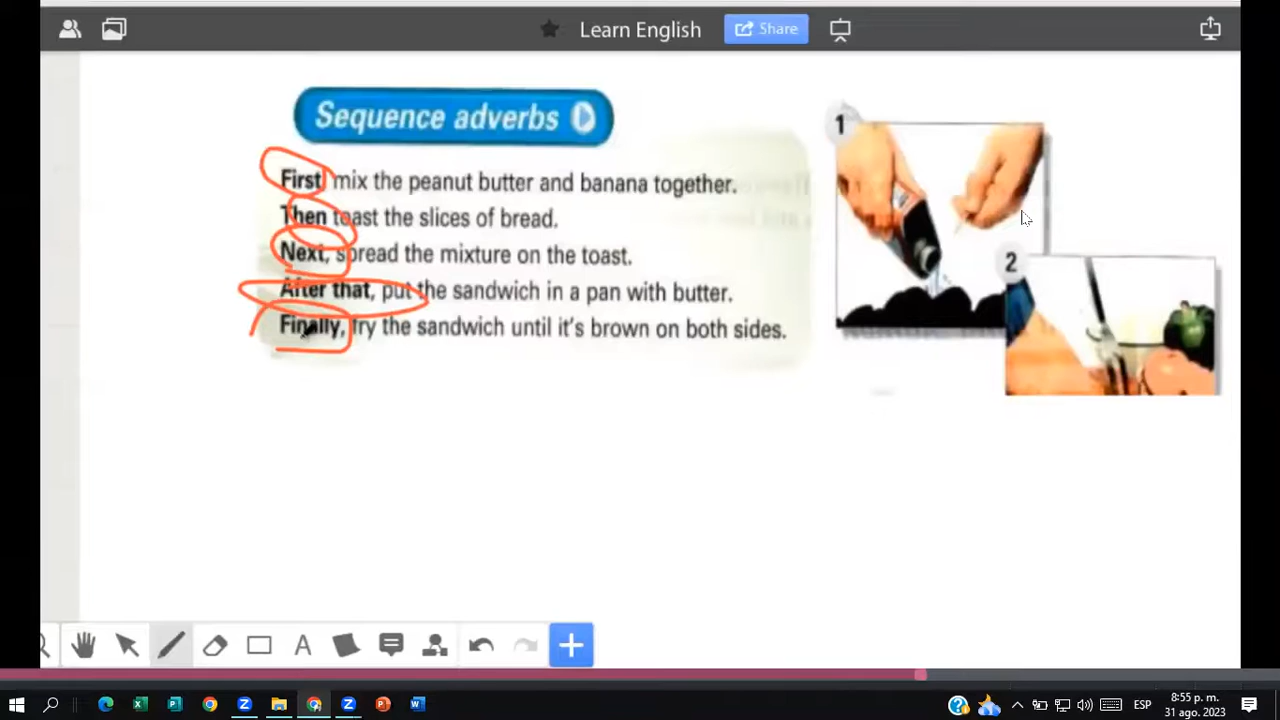 Learn English
Share
Sequence adverbs
First, mix the peanut butter and banana together.
Then toast the slices of bread.
Next, spread the mixture on the toast.
After that, put the sandwich in a pan with butter.
Finally, try the sandwich until it's brown on both sides.
1
2
A
ESP
8:55 p. m.
31 ago. 2023